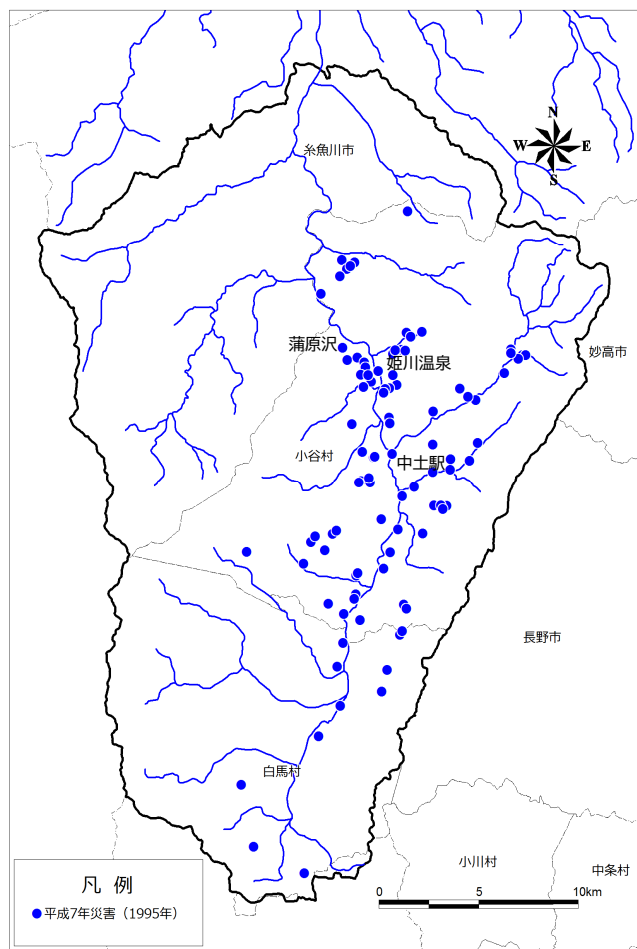 N
W E
S
糸魚川市
妙高市
蒲原沢
姫川温泉
小谷村
中土駅
長野市
白馬村
小川村
中条村
凡 例
平成7年災害（1995年）
0 5 10km